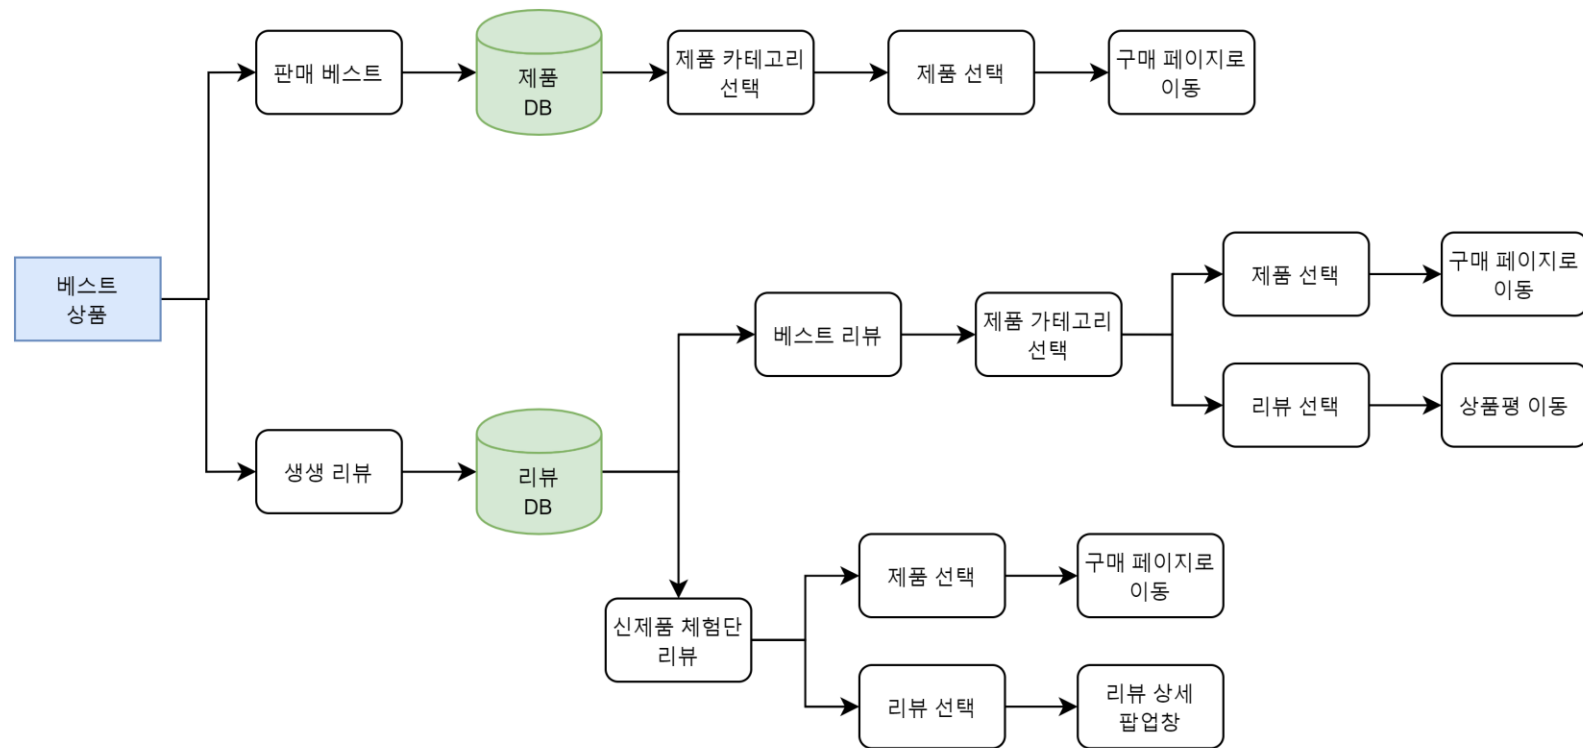 판매 베스트
제품
DB
제품 카테고리
선택
제품 선택
구매 페이지로
이동
베스트
상품
제품 선택
구매 페이지로
이동
베스트 리뷰
제품 가테고리
선택
리뷰 선택
상품평 이동
생생 리뷰
리뷰
DB
제품 선택
구매 페이지로
이동
신제품 체험단
리뷰
리뷰 선택
리뷰 상세
팝업창